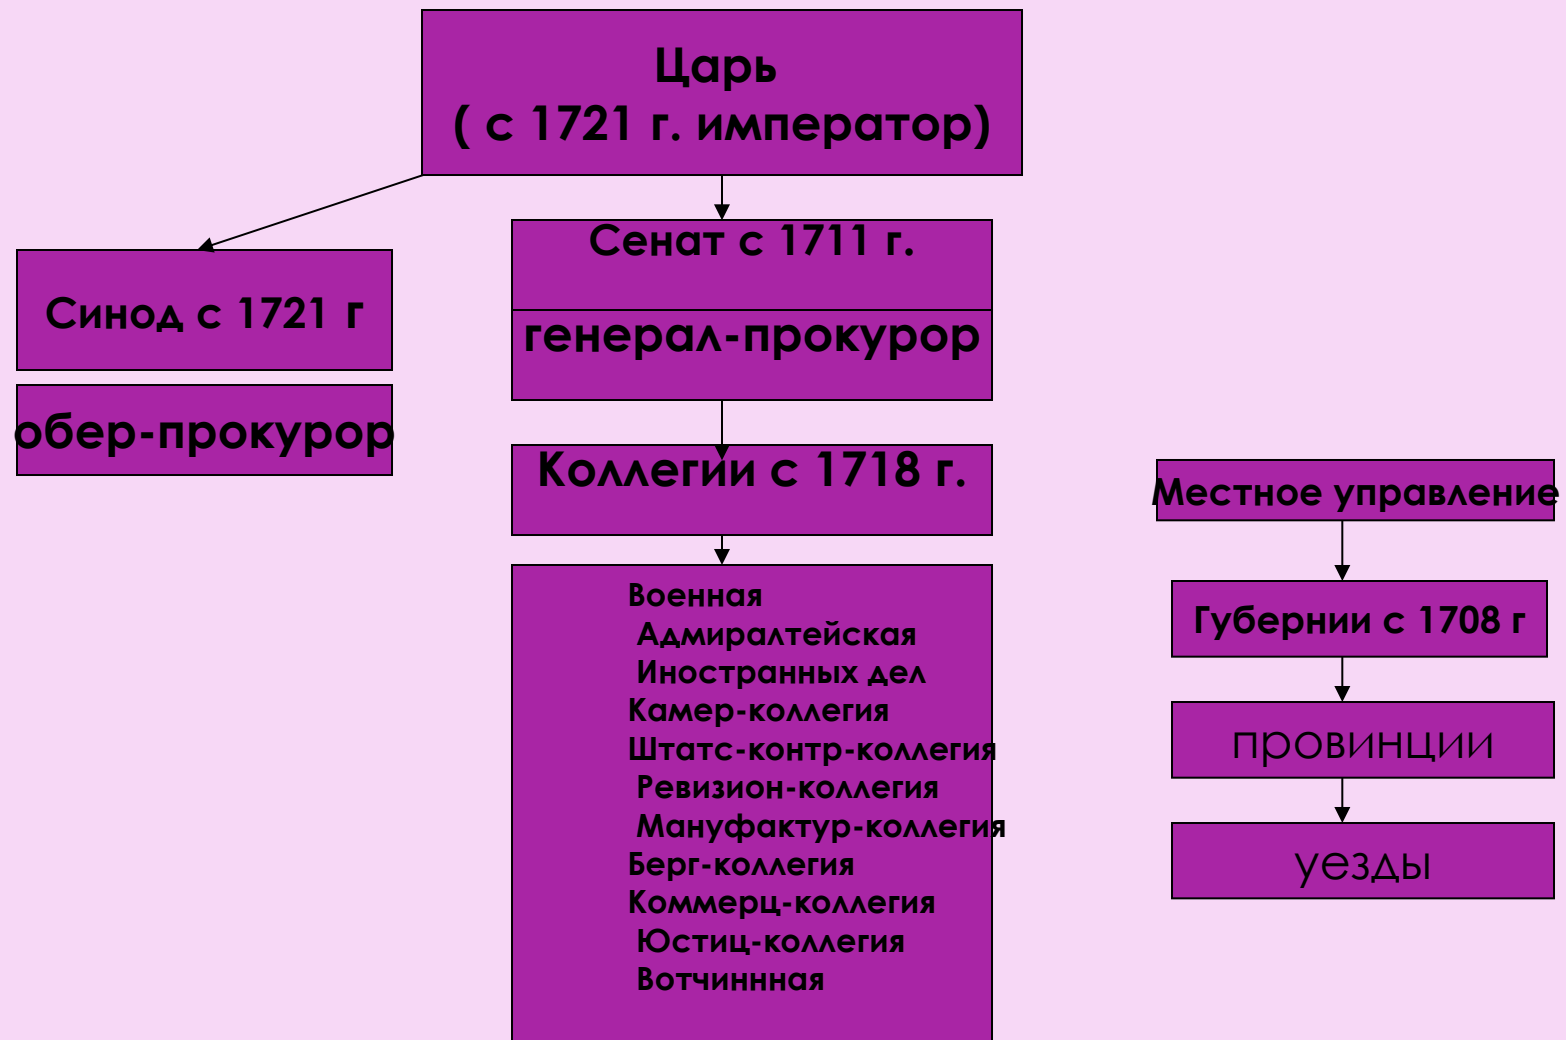 Царь
( с 1721 г. император)
Сенат с 1711 г.
генерал-прокурор
Синод с 1721 г
обер-прокурор
Коллегии с 1718 г.
Военная
Адмиралтейская
Иностранных дел
Камер-коллегия
Штатс-контр-коллегия
Ревизион-коллегия
Мануфактур-коллегия
Берг-коллегия
Коммерц-коллегия
Юстиц-коллегия
Вотчиннная
Местное управление
Губернии с 1708 г
провинции
уезды